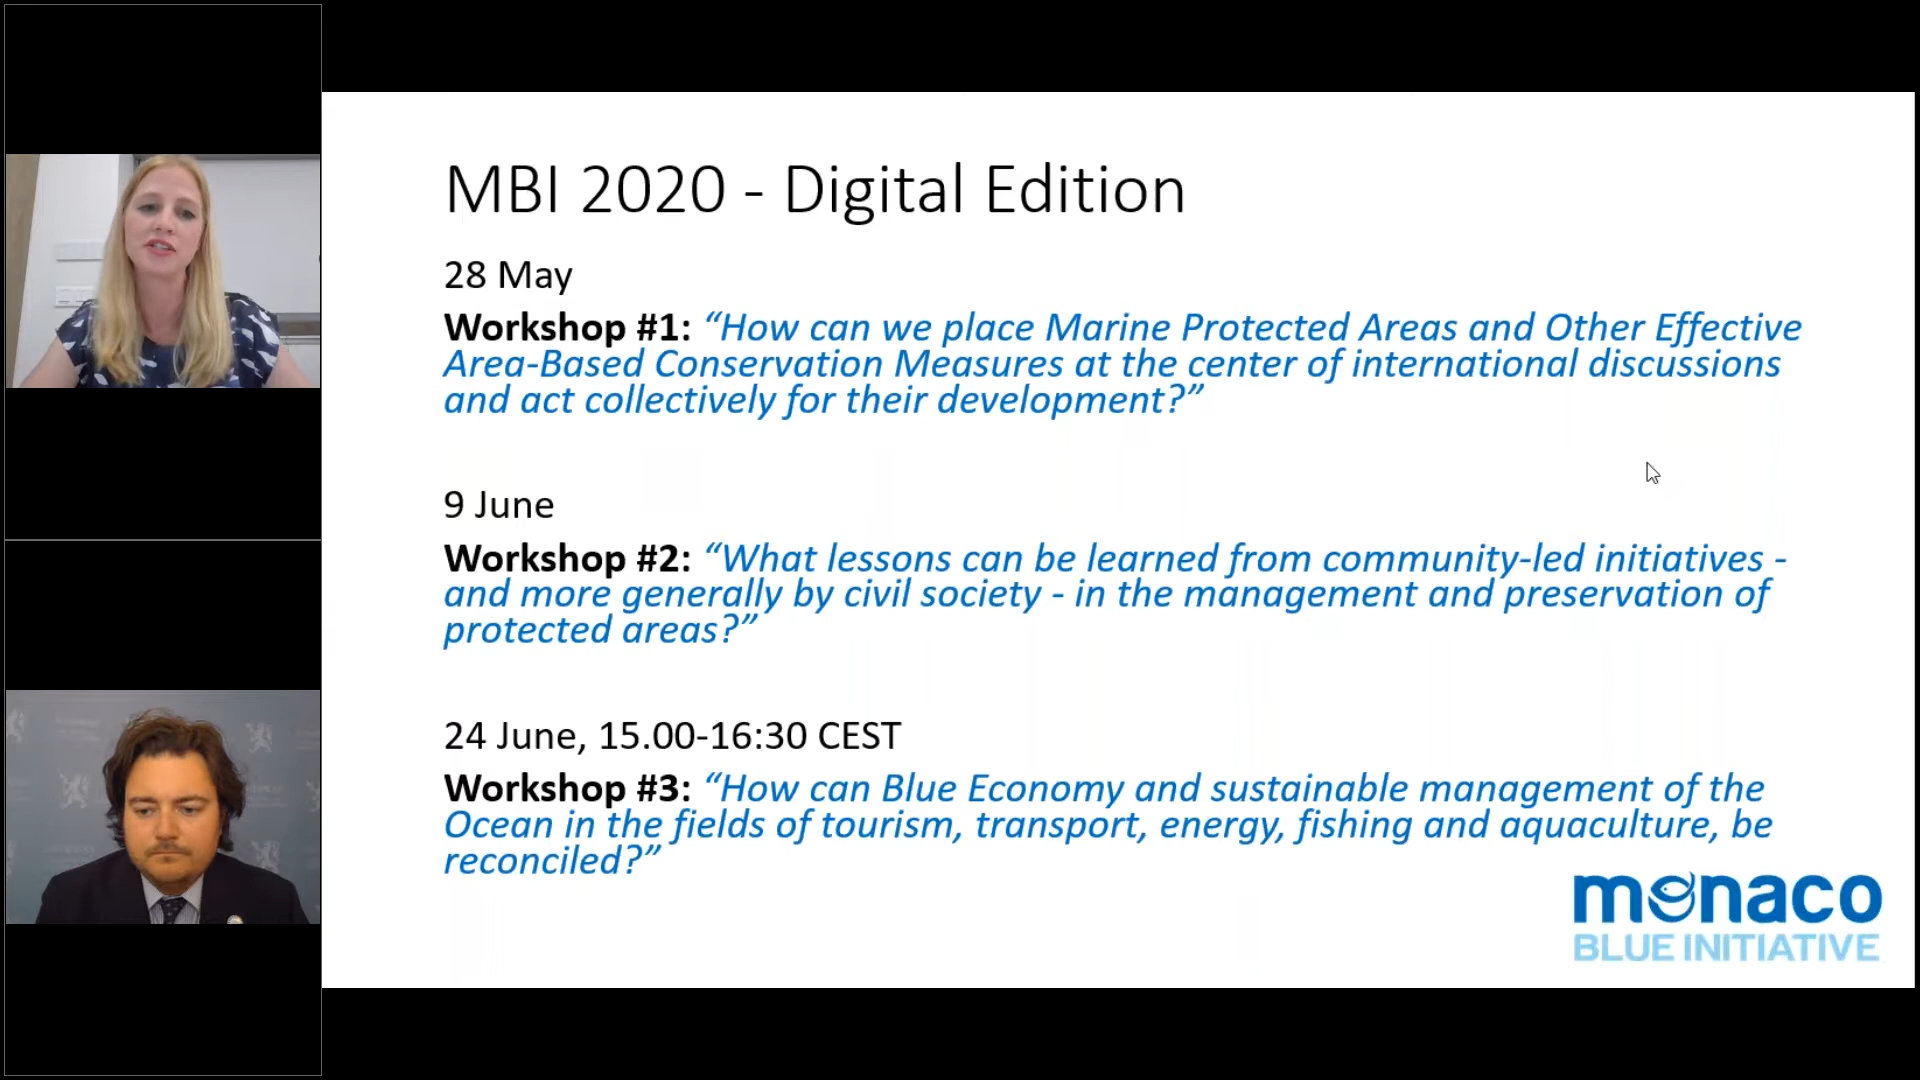 MBI 2020 - Digital Edition
28 May
Workshop #1: “How can we place Marine Protected Areas and Other Effective
Area-Based Conservation Measures at the center of international discussions
and act collectively for their development?”
9 June
Workshop #2: “What lessons can be learned from community-led initiatives -
and more generally by civil society - in the management and preservation of
protected areas?”
24 June, 15.00-16:30 CEST
Workshop #3: “How can Blue Economy and sustainable management of the
Ocean in the fields of tourism, transport, energy, fishing and aquaculture, be
reconciled?”
monaco
BLUE INITIATIVE